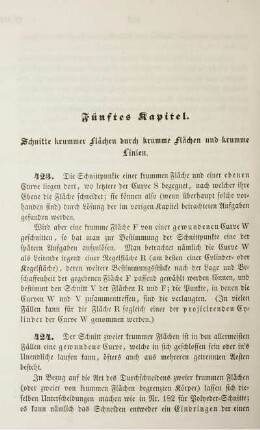 Fünftes Kapitel.
Schnitte krummer Flächen durch krumme Flächen und krumme
Linien.
423. Die Schnittpunkte einer krummen Fläche und einer ebenen
Curve liegen dort, wo letztere der Curve S begegnet, nach welcher ihre
Ebene die Fläche schneidet; sie können also (wenn überhaupt solche vor-
handen sind) durch Lösung der im vorigen Kapitel betrachteten Aufgaben
gefunden werden.
Wird aber eine krumme Fläche F von einer gewundenen Curve W
geschnitten, so hat man zur Bestimmung der Schnittpunkte eine der
spätern Aufgaben aufzulösen. Man betrachtet nämlich die Curve W
als Leitende irgend einer Regelfläche R (am besten einer Cylinder- oder
Kegelfläche), deren weitere Bestimmungsstücke nach der Lage und Be-
schaffenheit der gegebenen Fläche F passend gewählt werden sollen, und
bestimmt den Schnitt V der Flächen R und F; die Punkte, in denen die
Curven W und V zusammentreffen, sind die verlangten. (In vielen
Fällen kann für die Fläche R sogleich einer der projicirenden Cy-
linder der Curve W genommen werden.)
424. Der Schnitt zweier krummer Flächen ist in den allermeisten
Fällen eine gewundene Curve, welche in sich geschlossen sein oder in's
Unendliche laufen kann, öfters auch aus mehreren getrennten Aesten
besteht.
In Bezug auf die Art des Durchschneidens zweier krummen Flächen
(oder zweier von krummen Flächen begrenzten Körper) lassen sich die-
selben Unterscheidungen machen wie in Nr. 182 für Polyeder-Schnitte;
es kann nämlich das Schneiden entweder ein Eindringen der einen